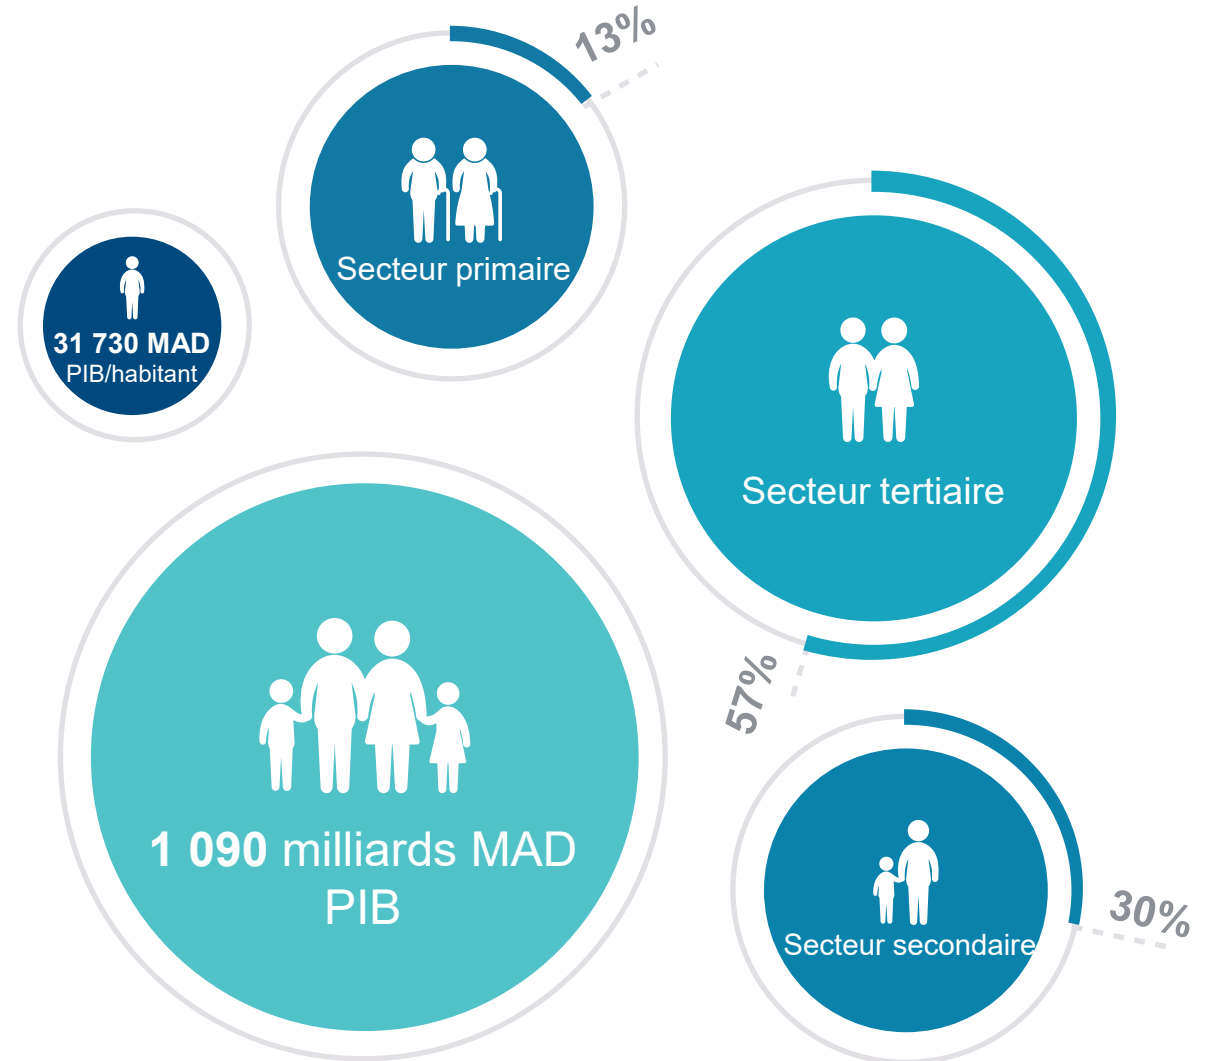 13%
Secteur primaire
31 730 MAD
PIB/habitant
Secteur tertiaire
57%
1 090 milliards MAD
PIB
30%
Secteur secondaire